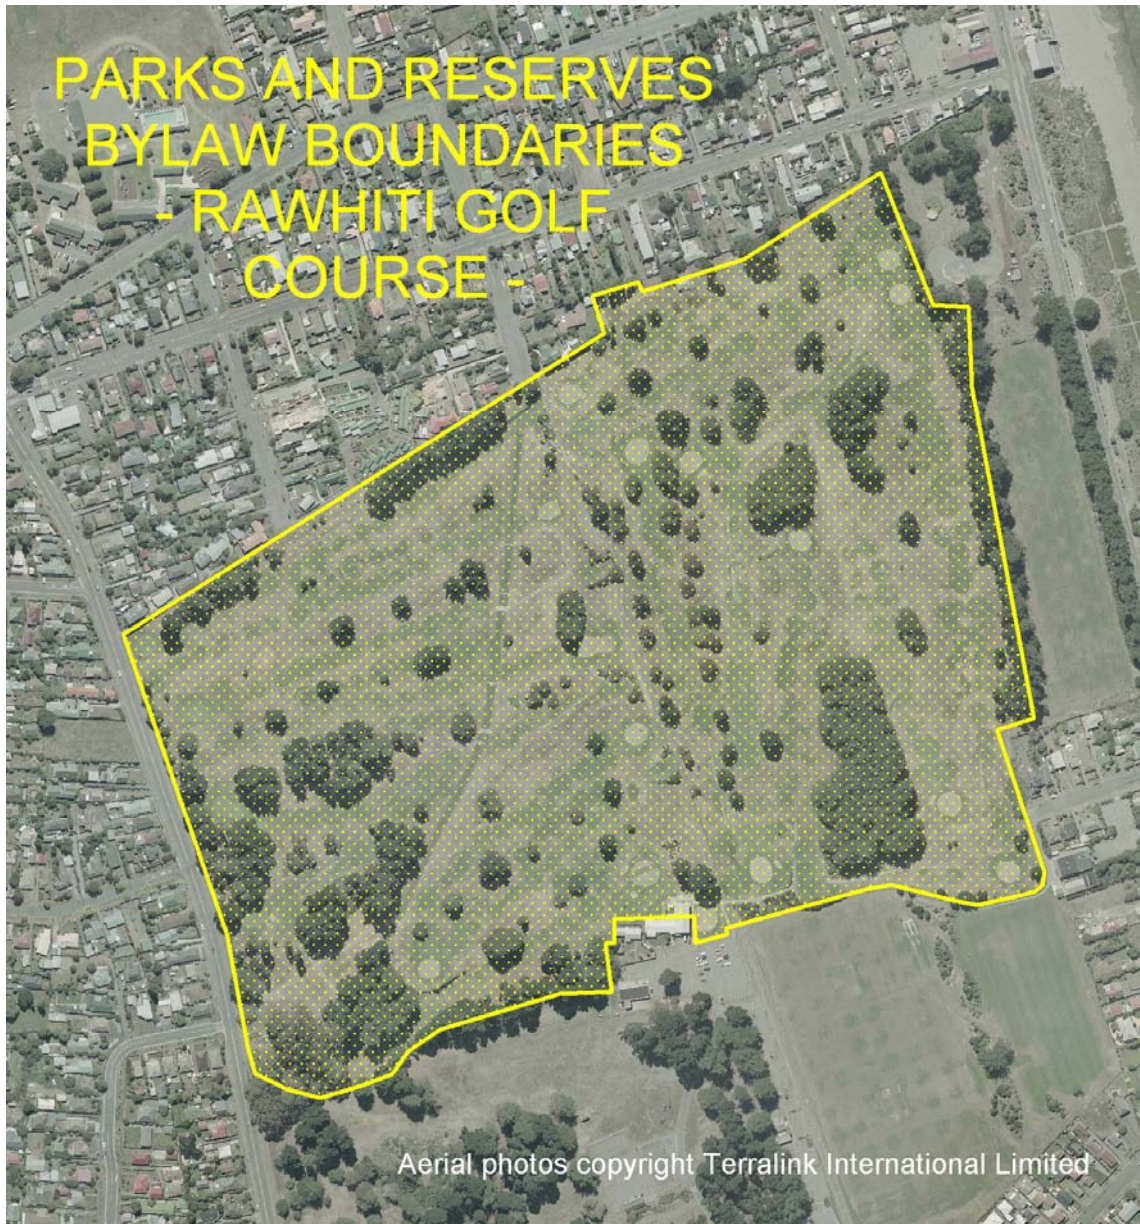 PARKS AND RESERVES
BYLAW BOUNDARIES
- RAWHITI GOLF
COURSE -
Aerial photos copyright Terralink International Limited